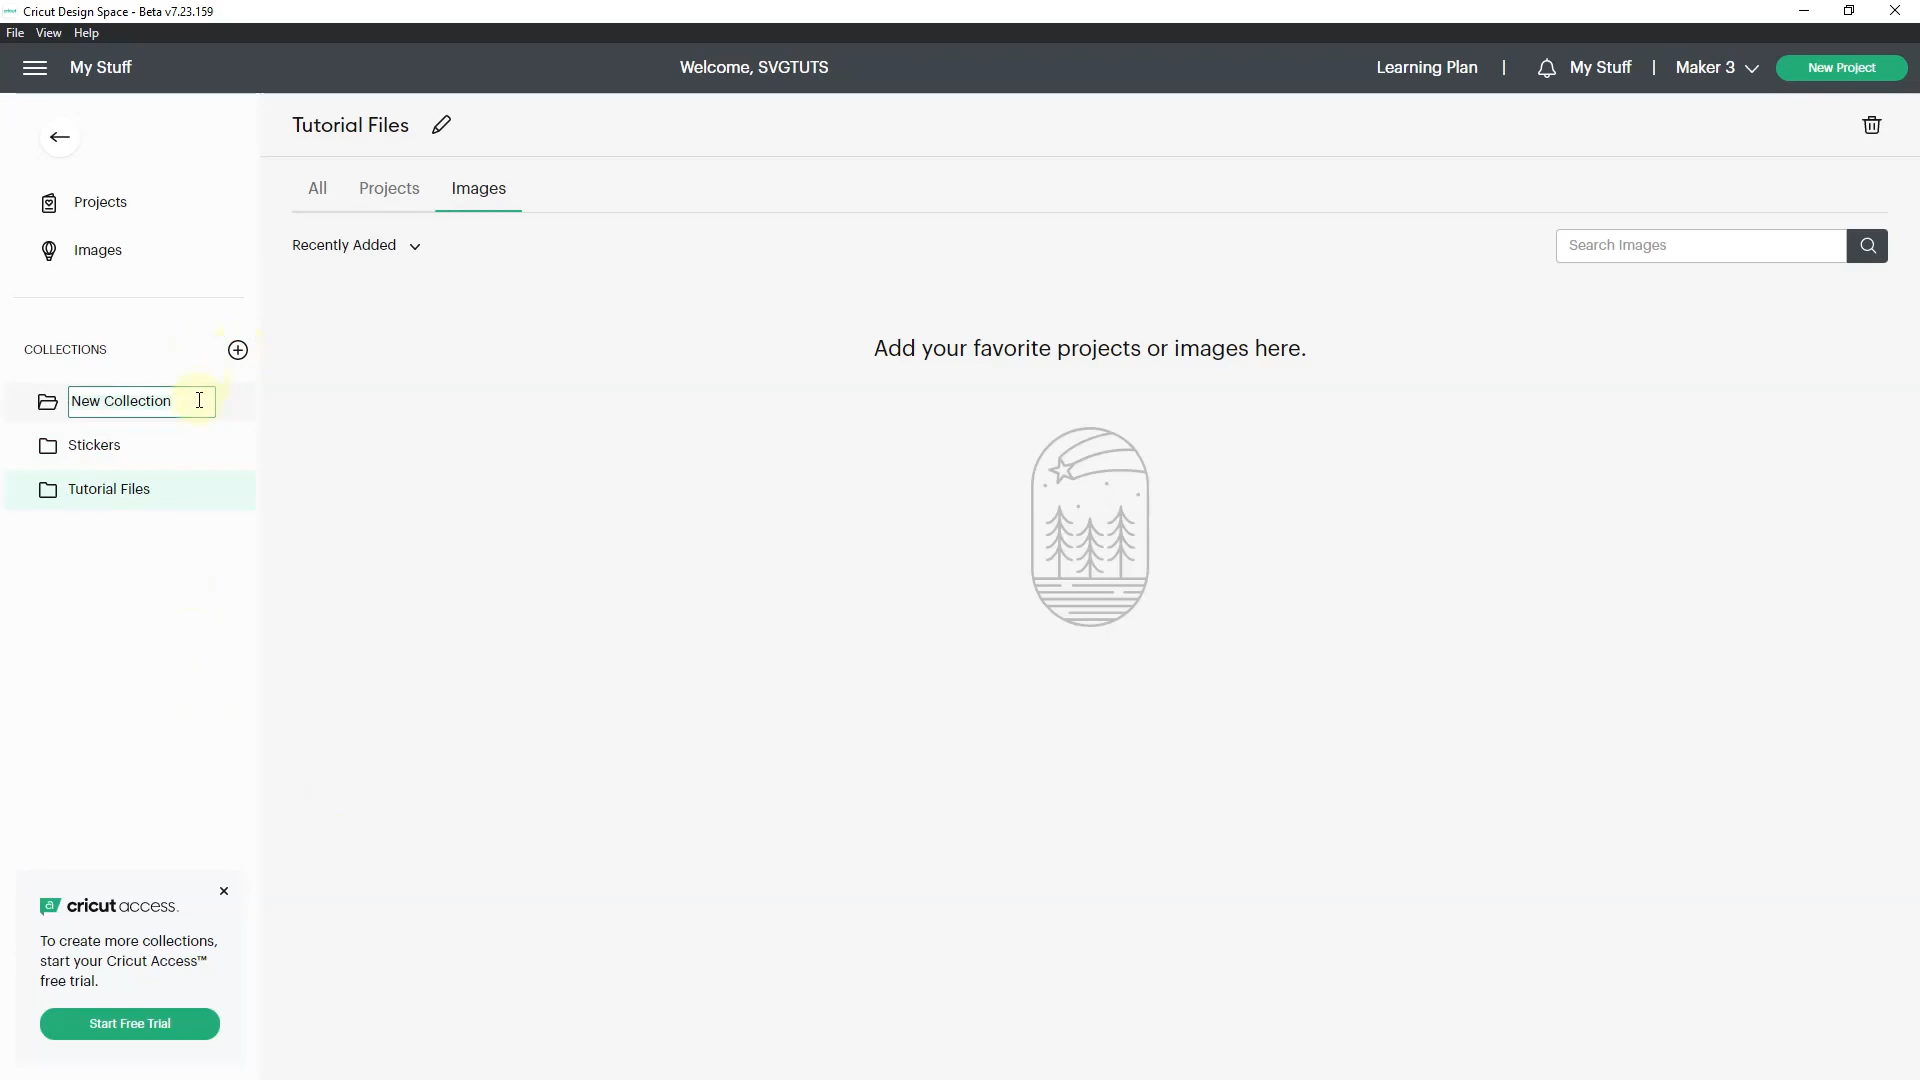 Cricut Design Space - Beta v7.23.159
File View Help
My Stuff
Welcome, SVGTUTS
Learning Plan | My Stuff | Maker 3
New Project
Tutorial Files
Projects
Images
All Projects Images
Recently Added
Search Images
COLLECTIONS
New Collection
Stickers
Tutorial Files
Add your favorite projects or images here.
cricut access.
To create more collections,
start your Cricut Access™
free trial.
Start Free Trial